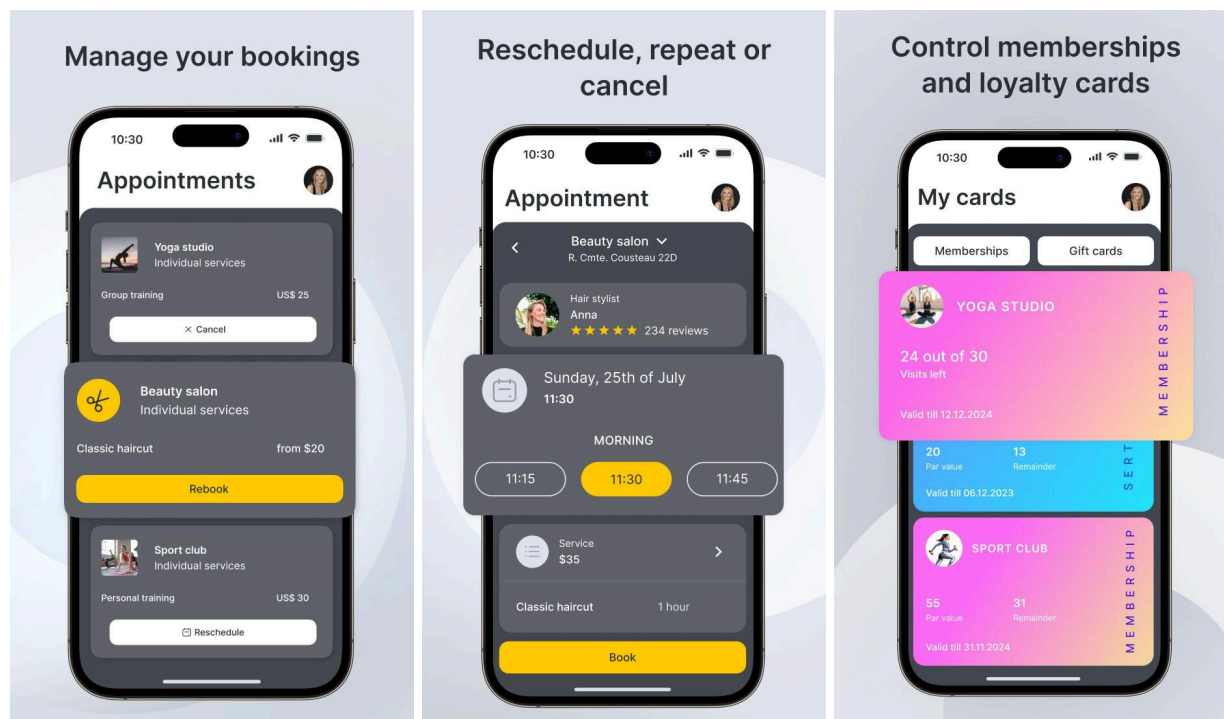 Manage your bookings
10:30
Appointments
Yoga studio
Individual services
Group training US$ 25
× Cancel
Beauty salon
Individual services
Classic haircut from $20
Rebook
Sport club
Individual services
Personal training US$ 30
Reschedule
Reschedule, repeat or
cancel
10:30
Appointment
Beauty salon
R. Cmte. Cousteau 22D
Hair stylist
Anna
234 reviews
Sunday, 25th of July
11:30
MORNING
11:15 11:30 11:45
Service
$35
Classic haircut 1 hour
Book
Control memberships
and loyalty cards
10:30
My cards
Memberships Gift cards
YOGA STUDIO
24 out of 30
Visits left
Valid till 12.12.2024
MEMBERSHIP
20 13
Par value Remainder
Valid till 06.12.2023
SERT
SPORT CLUB
55 31
Par value Remainder
Valid till 31.11.2024
MEMBERSHIP